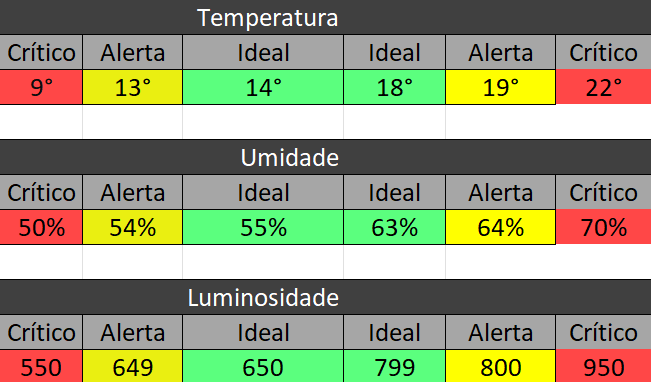 Temperatura
Crítico Alerta Ideal Ideal Alerta Crítico
9° 13° 14° 18° 19° 22°
Umidade
Crítico Alerta Ideal Ideal Alerta Crítico
50% 54% 55% 63% 64% 70%
Luminosidade
Crítico Alerta Ideal Ideal Alerta Crítico
550 649 650 799 800 950